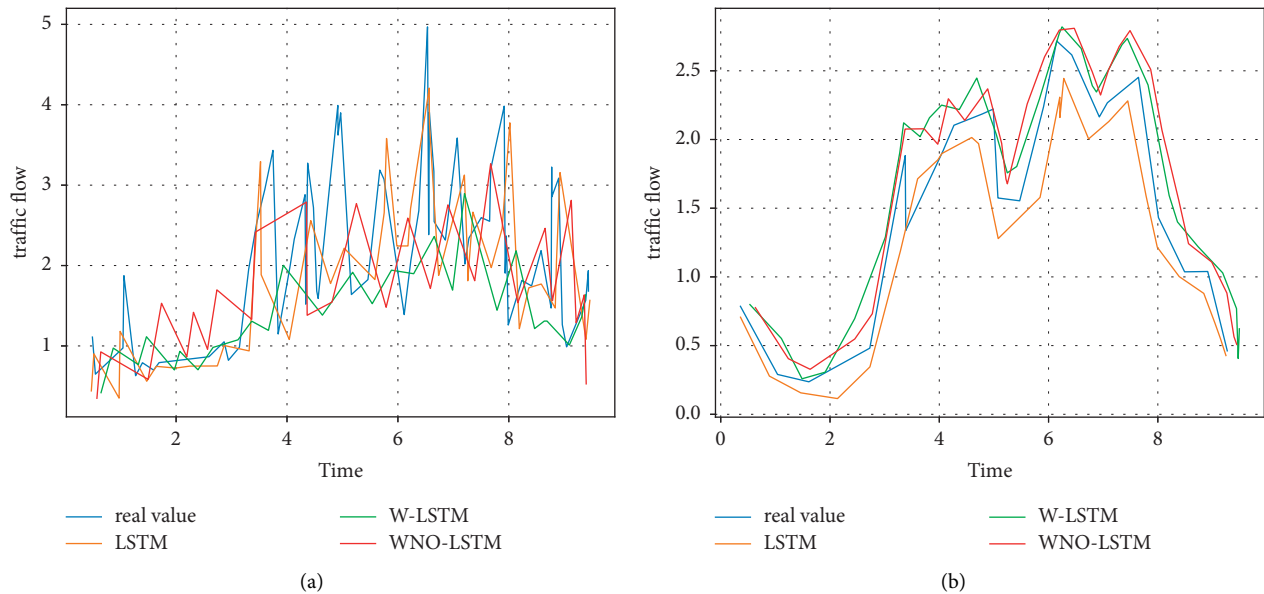 5
4
3
2
1
traffic flow
2 4 6 8
Time
real value
LSTM
W-LSTM
WNO-LSTM
(a)
2.5
2.0
1.5
1.0
0.5
0.0
traffic flow
0 2 4 6 8
Time
real value
LSTM
W-LSTM
WNO-LSTM
(b)